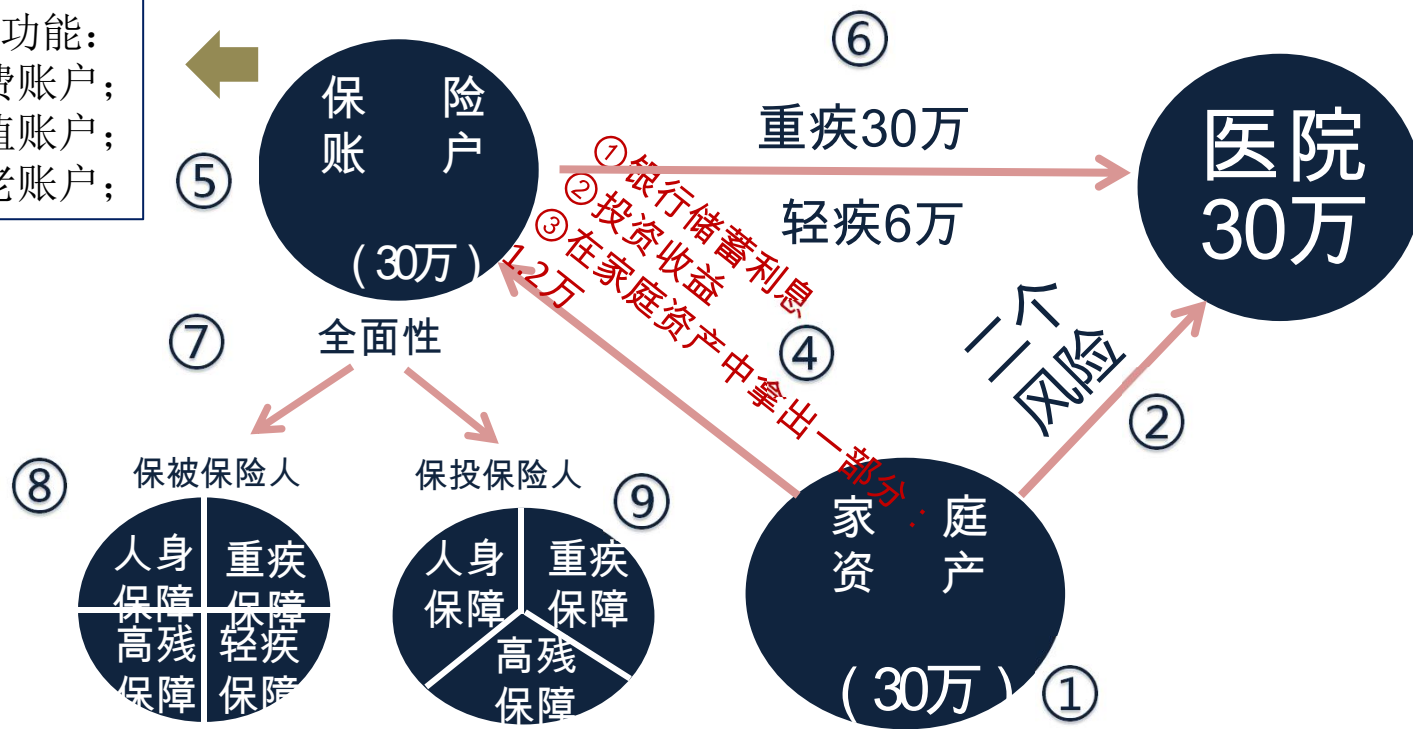 功能：
费账户；
值账户；
老账户；
保 险
账 户
（30万）
⑤
⑥
重疾30万
轻疾6万
医院
30万
①银行储蓄利息
②投资收益
③在家庭资产中拿出一部分：
1.2万
④
二个
风险
②
⑦
全面性
⑧
保被保险人
人身
保障
重疾
保障
高残
保障
轻疾
保障
保投保险人
⑨
人身
保障
重疾
保障
高残
保障
家 庭
资 产
（30万）
①